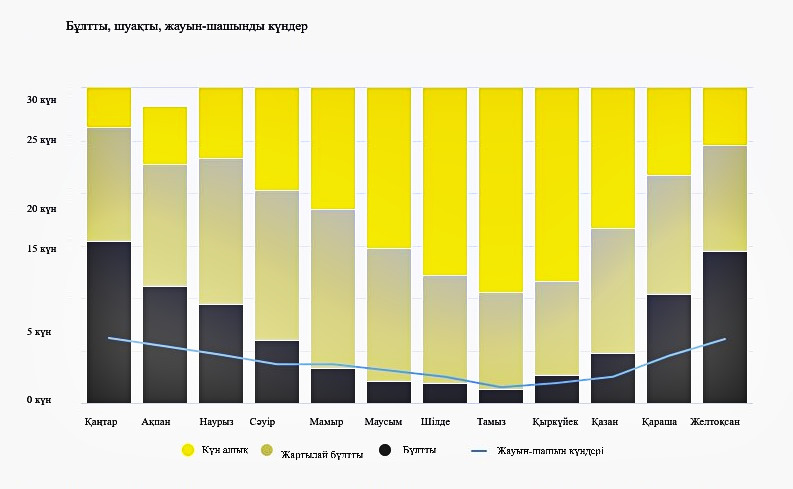 Бұлтты, шуақты, жауын-шашынды күндер
30 күн
25 күн
20 күн
15 күн
5 күн
0 күн
Қаңтар Ақпан Наурыз Сәуір Мамыр Маусым Шілде Тамыз Қыркүйек Қазан Қараша Желтоқсан
Күн ашық Жартылай бұлтты Бұлтты Жауын-шашын күндері